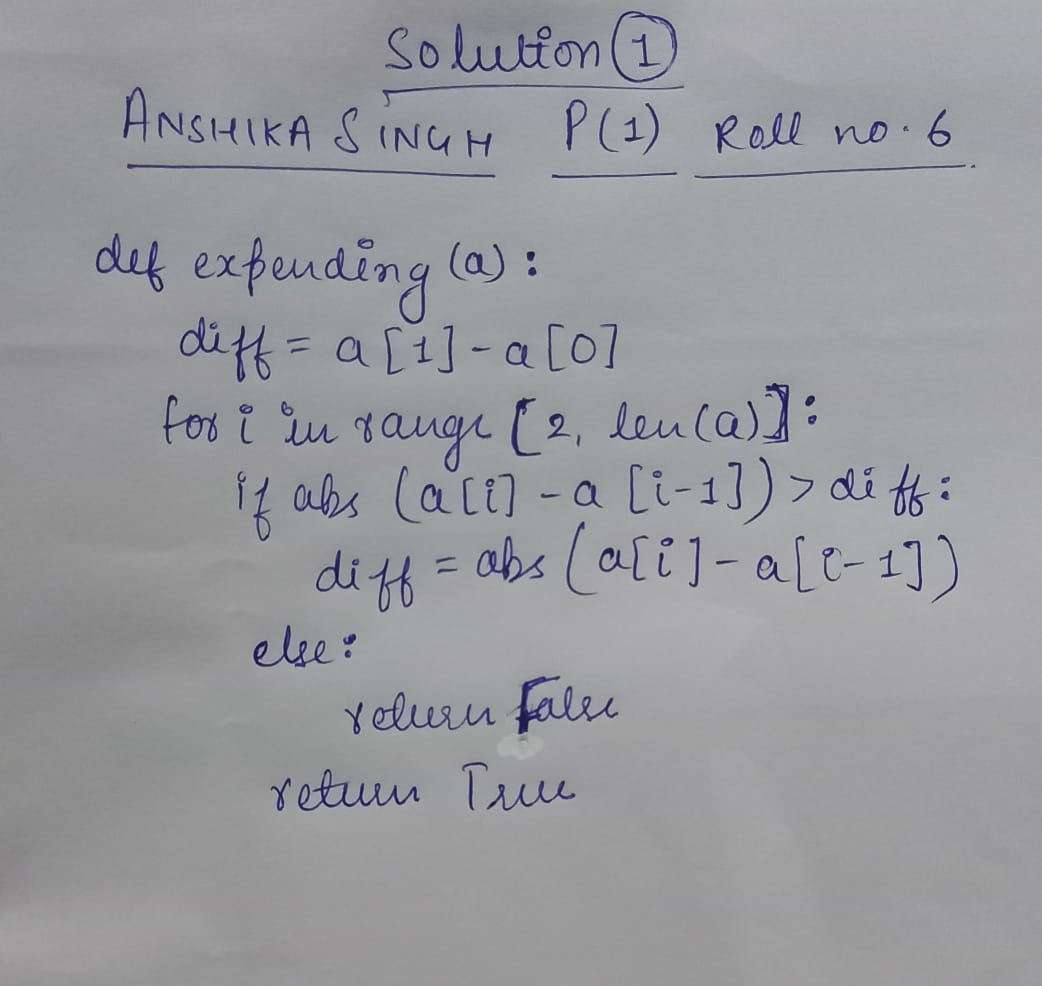 Solution ①
ANSHIKA SINGH P(1) Roll no. 6
def expending (a):
diff = a[1] - a[0]
for i in range [2, len(a)]:
if abs (a[i] - a [i-1]) > diff:
diff = abs (a[i] - a[i-1])
else:
return False
return True